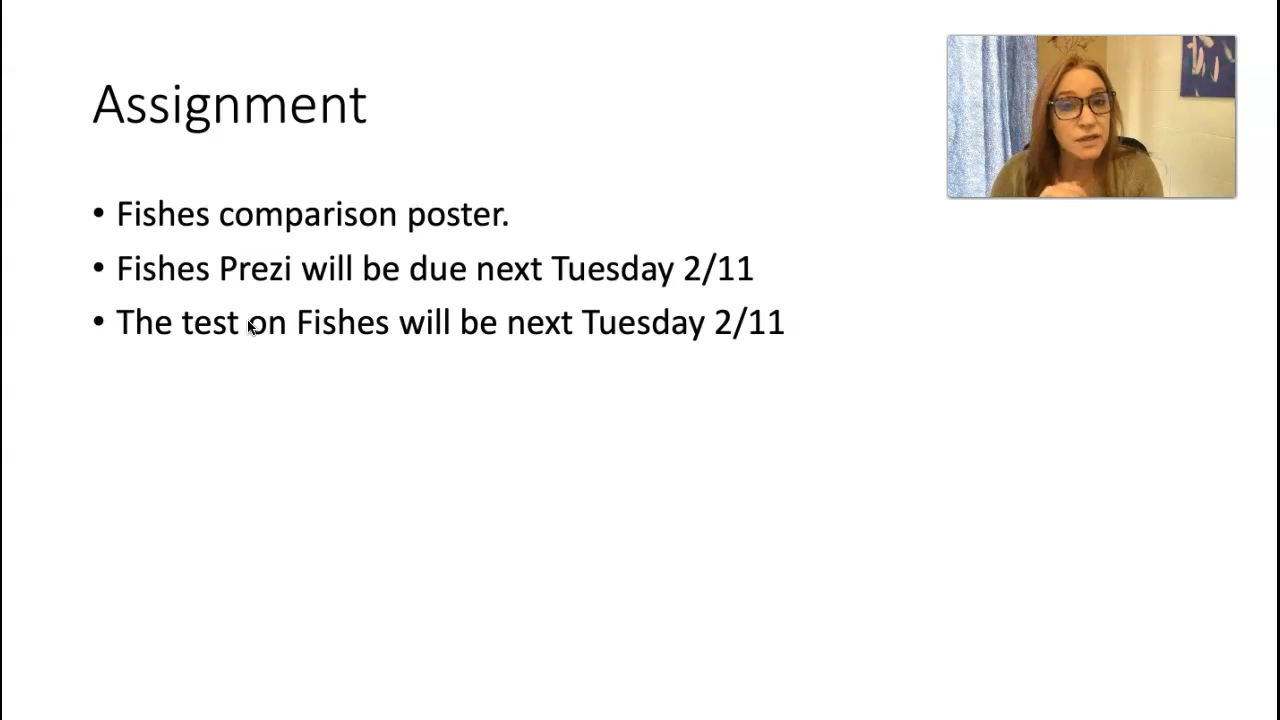 Assignment
• Fishes comparison poster.
• Fishes Prezi will be due next Tuesday 2/11
• The test on Fishes will be next Tuesday 2/11